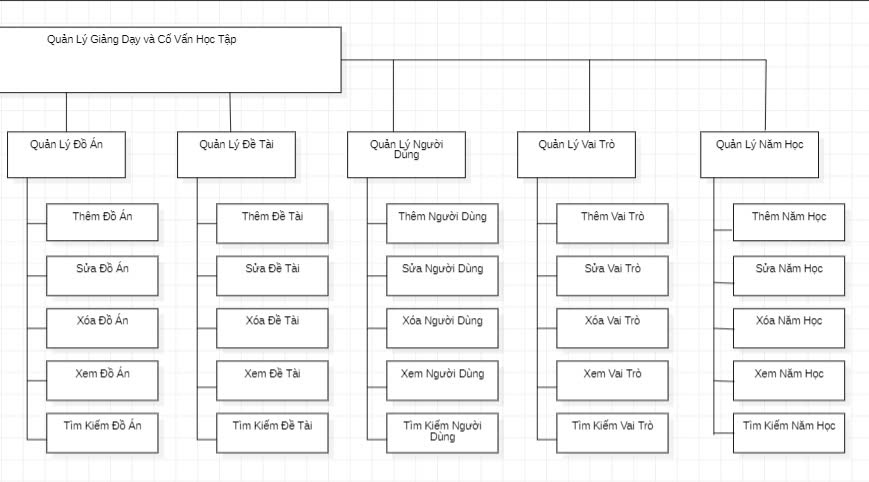 Quản Lý Giảng Dạy và Cố Vấn Học Tập
Quản Lý Đồ Án
Quản Lý Đề Tài
Quản Lý Người
Dùng
Quản Lý Vai Trò
Quản Lý Năm Học
Thêm Đồ Án
Thêm Đề Tài
Thêm Người Dùng
Thêm Vai Trò
Thêm Năm Học
Sửa Đồ Án
Sửa Đề Tài
Sửa Người Dùng
Sửa Vai Trò
Sửa Năm Học
Xóa Đồ Án
Xóa Đề Tài
Xóa Người Dùng
Xóa Vai Trò
Xóa Năm Học
Xem Đồ Án
Xem Đề Tài
Xem Người Dùng
Xem Vai Trò
Xem Năm Học
Tìm Kiếm Đồ Án
Tìm Kiếm Đề Tài
Tìm Kiếm Người
Dùng
Tìm Kiếm Vai Trò
Tìm Kiếm Năm Học